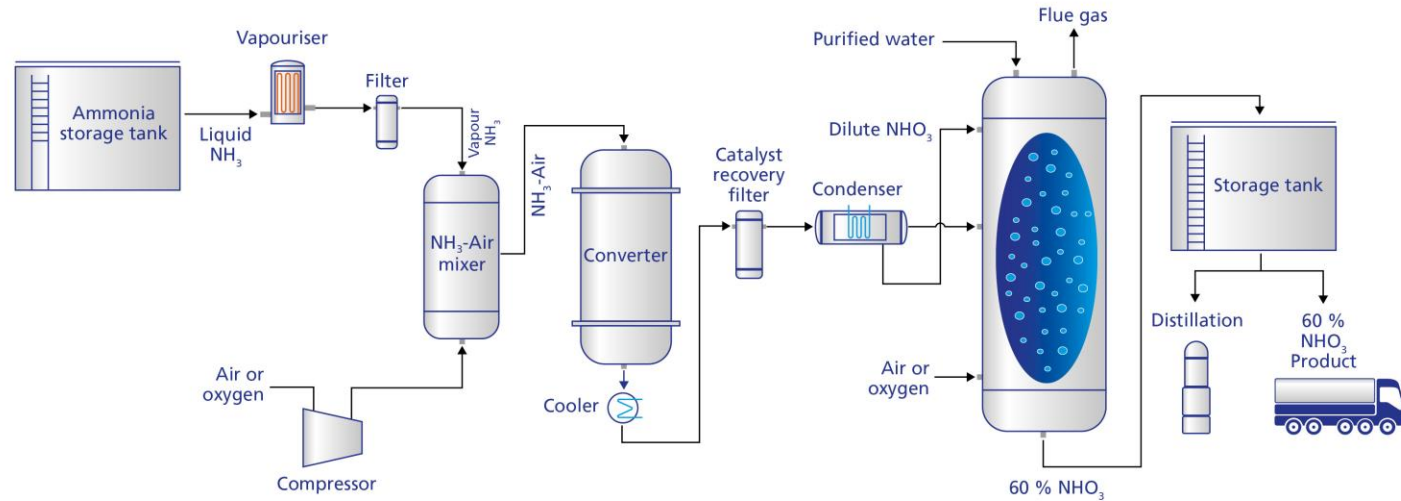 Vapouriser
Ammonia
storage tank
Liquid
NH₃
Filter
Vapour
NH₃
NH₃-Air
mixer
NH₃-Air
Air or
oxygen
Compressor
Converter
Cooler
Catalyst
recovery
filter
Condenser
Purified water
Flue gas
Dilute NHO₃
Air or
oxygen
60 % NHO₃
Storage tank
Distillation
60 %
NHO₃
Product